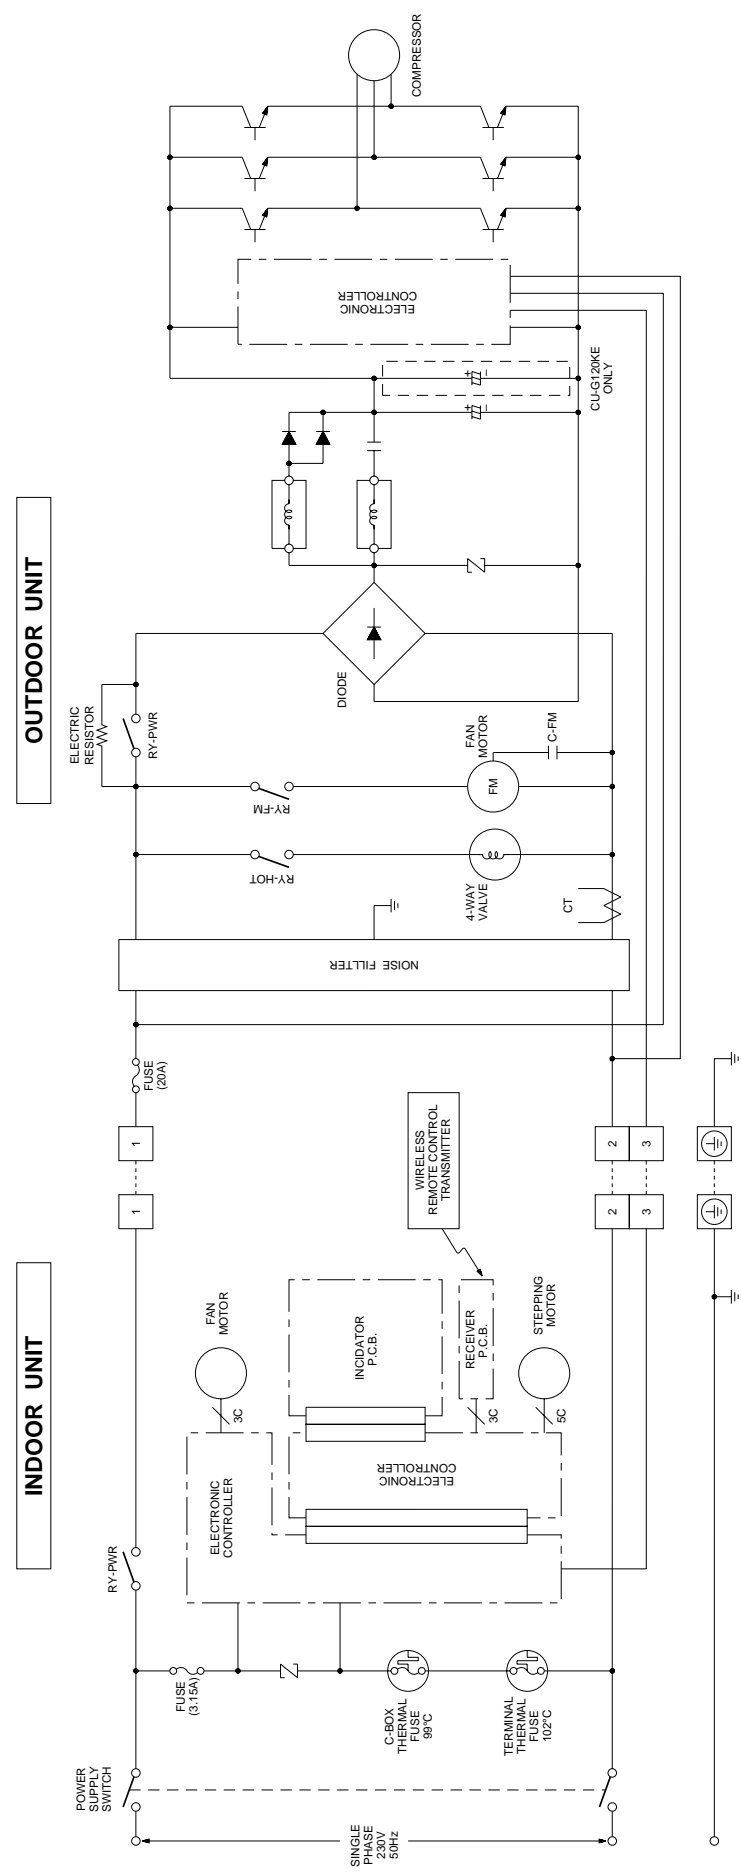 COMPRESSOR
ELECTRONIC
CONTROLLER
+
+
CU-G120KE
ONLY
OUTDOOR UNIT
ELECTRIC
RESISTOR
RY-PWR
DIODE
RY-FM
FAN
MOTOR
FM
C-FM
RY-HOT
4-WAY
VALVE
CT
NOISE FILLTER
FUSE
(20A)
1
2
3
1
2
3
WIRELESS
REMOTE CONTROL
TRANSMITTER
INDOOR UNIT
FAN
MOTOR
3C
INCIDATOR
P.C.B.
RECEIVER
P.C.B.
3C
STEPPING
MOTOR
5C
ELECTRONIC
CONTROLLER
ELECTRONIC
CONTROLLER
RY-PWR
FUSE
(3.15A)
C-BOX
THERMAL
FUSE
99°C
TERMINAL
THERMAL
FUSE
102°C
POWER
SUPPLY
SWITCH
SINGLE
PHASE
230V
50Hz